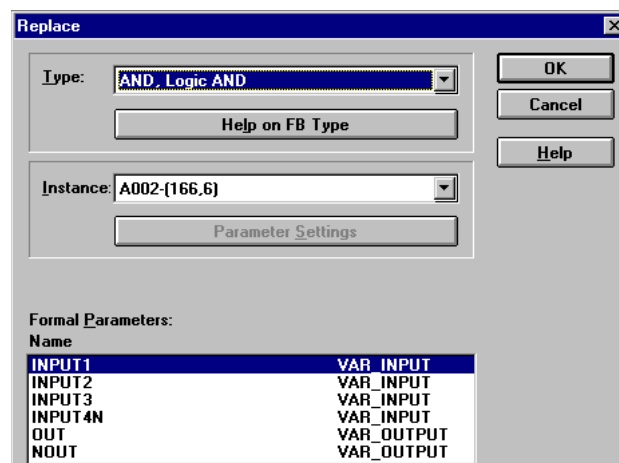 Replace
Type: AND, Logic AND
OK
Help on FB Type
Cancel
Help
Instance: A002-(166,6)
Parameter Settings
Formal Parameters:
Name
INPUT1 VAR_INPUT
INPUT2 VAR_INPUT
INPUT3 VAR_INPUT
INPUT4N VAR_INPUT
OUT VAR_OUTPUT
NOUT VAR_OUTPUT